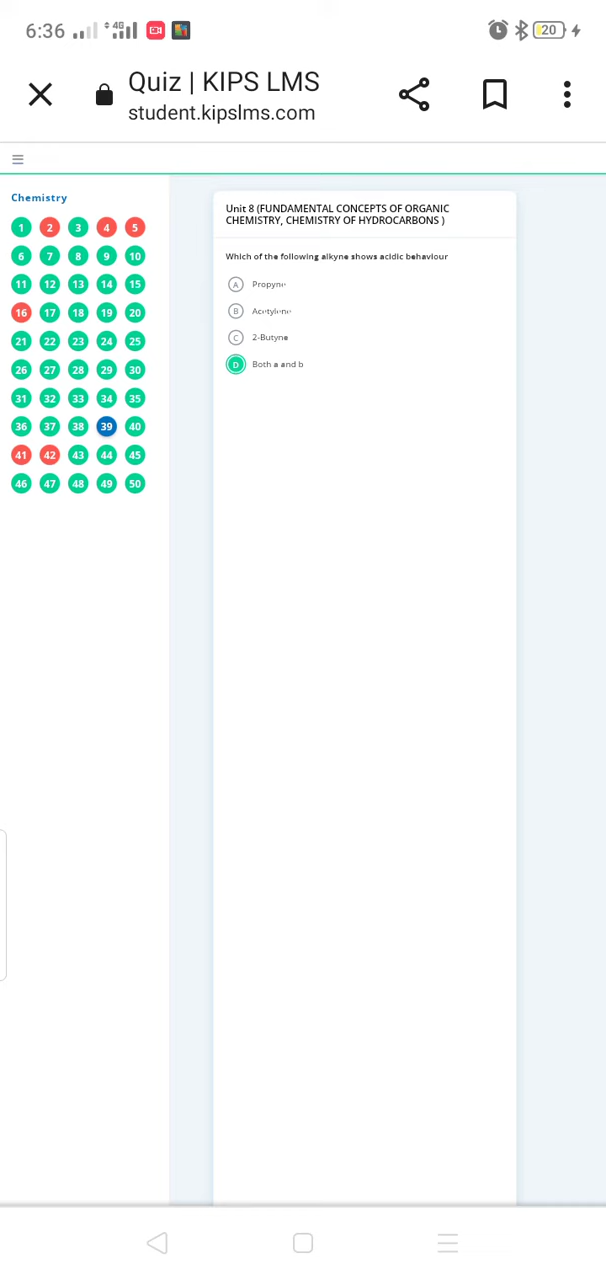 6:36 4G 20
Quiz | KIPS LMS
student.kipslms.com
Chemistry
1 2 3 4 5
6 7 8 9 10
11 12 13 14 15
16 17 18 19 20
21 22 23 24 25
26 27 28 29 30
31 32 33 34 35
36 37 38 39 40
41 42 43 44 45
46 47 48 49 50
Unit 8 (FUNDAMENTAL CONCEPTS OF ORGANIC
CHEMISTRY, CHEMISTRY OF HYDROCARBONS )
Which of the following alkyne shows acidic behaviour
A Propyne
B Acetylene
C 2-Butyne
D Both a and b